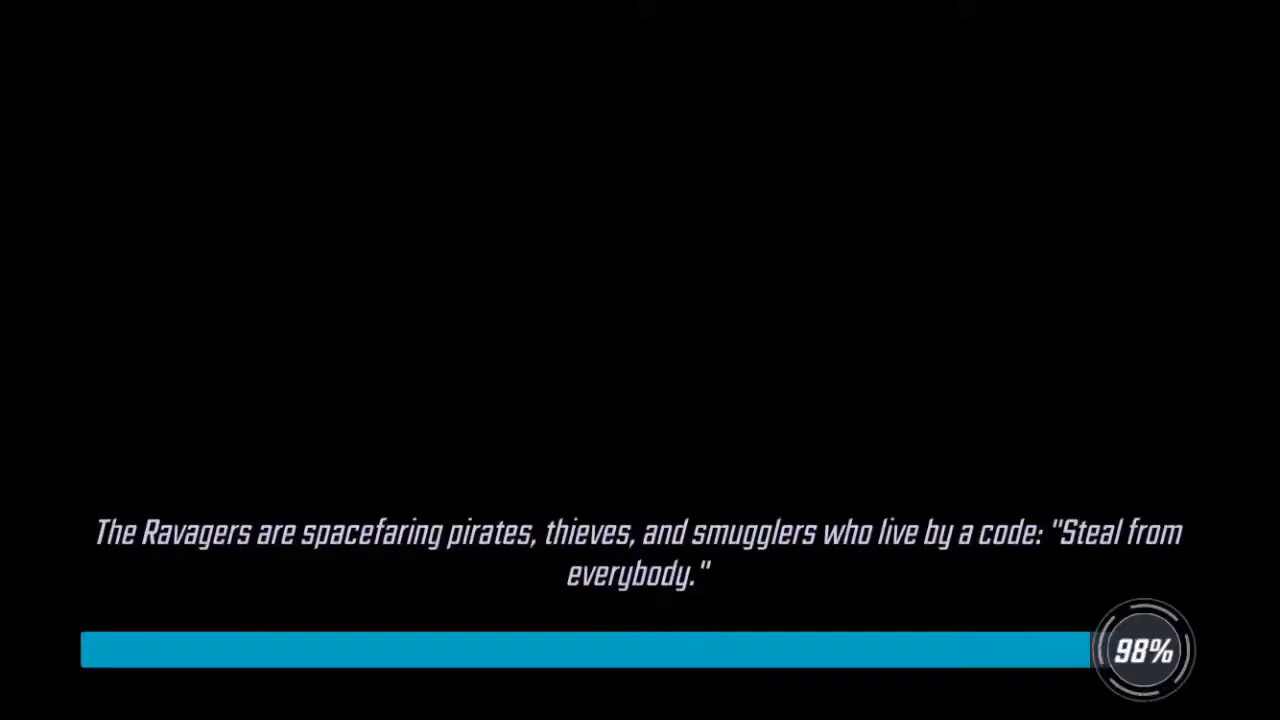 The Ravagers are spacefaring pirates, thieves, and smugglers who live by a code: "Steal from
everybody."
98%